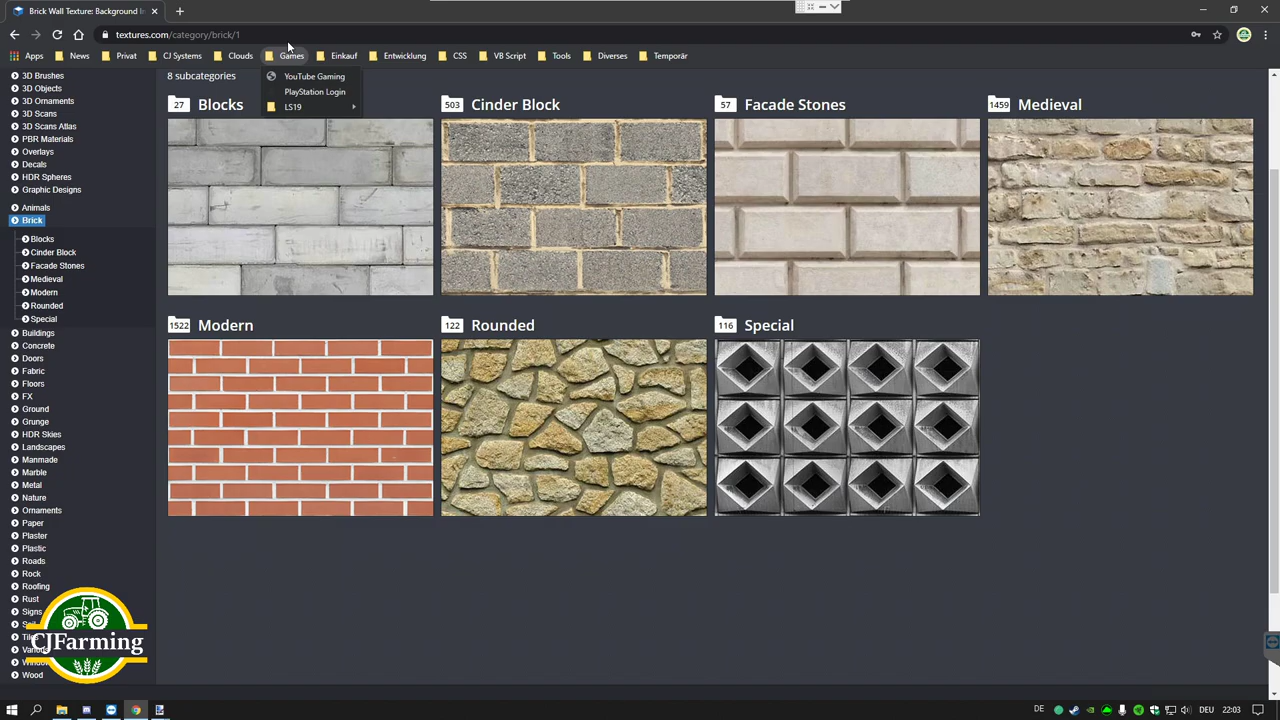 Brick Wall Texture: Background I
textures.com/category/brick/1
Apps News Privat CJ Systems Clouds Games Einkauf Entwicklung CSS VB Script Tools Diverses Temporär
YouTube Gaming
PlayStation Login
LS19
8 subcategories
3D Brushes
3D Objects
3D Ornaments
3D Scans
3D Scans Atlas
PBR Materials
Overlays
Decals
HDR Spheres
Graphic Designs
Animals
Brick
Blocks
Cinder Block
Facade Stones
Medieval
Modern
Rounded
Special
Buildings
Concrete
Doors
Fabric
Floors
FX
Ground
Grunge
HDR Skies
Landscapes
Manmade
Marble
Metal
Nature
Ornaments
Paper
Plaster
Plastic
Roads
Rock
Roofing
Rust
Signs
Wood
27 Blocks
503 Cinder Block
57 Facade Stones
1459 Medieval
1522 Modern
122 Rounded
116 Special
CJFarming
DE DEU 22:03